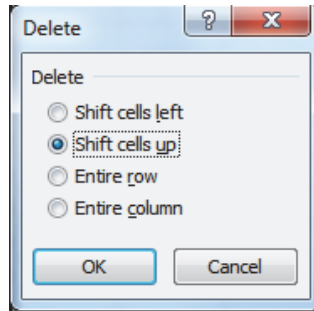 Delete
?
X
Delete
Shift cells left
Shift cells up
Entire row
Entire column
OK
Cancel